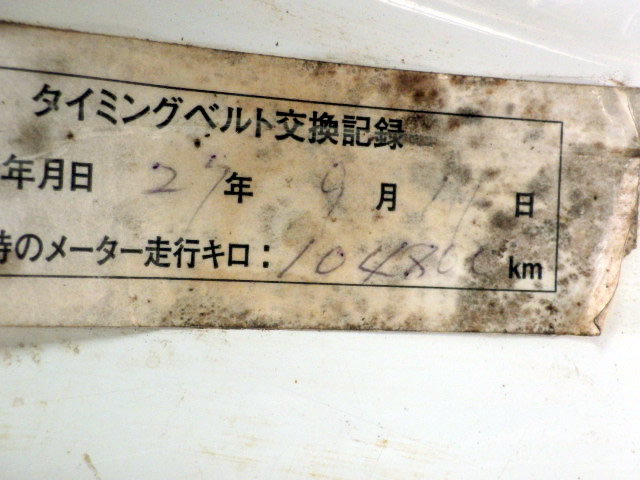 タイミングベルト交換記録
年月日 27年 9月 日
時のメーター走行キロ：104800 km